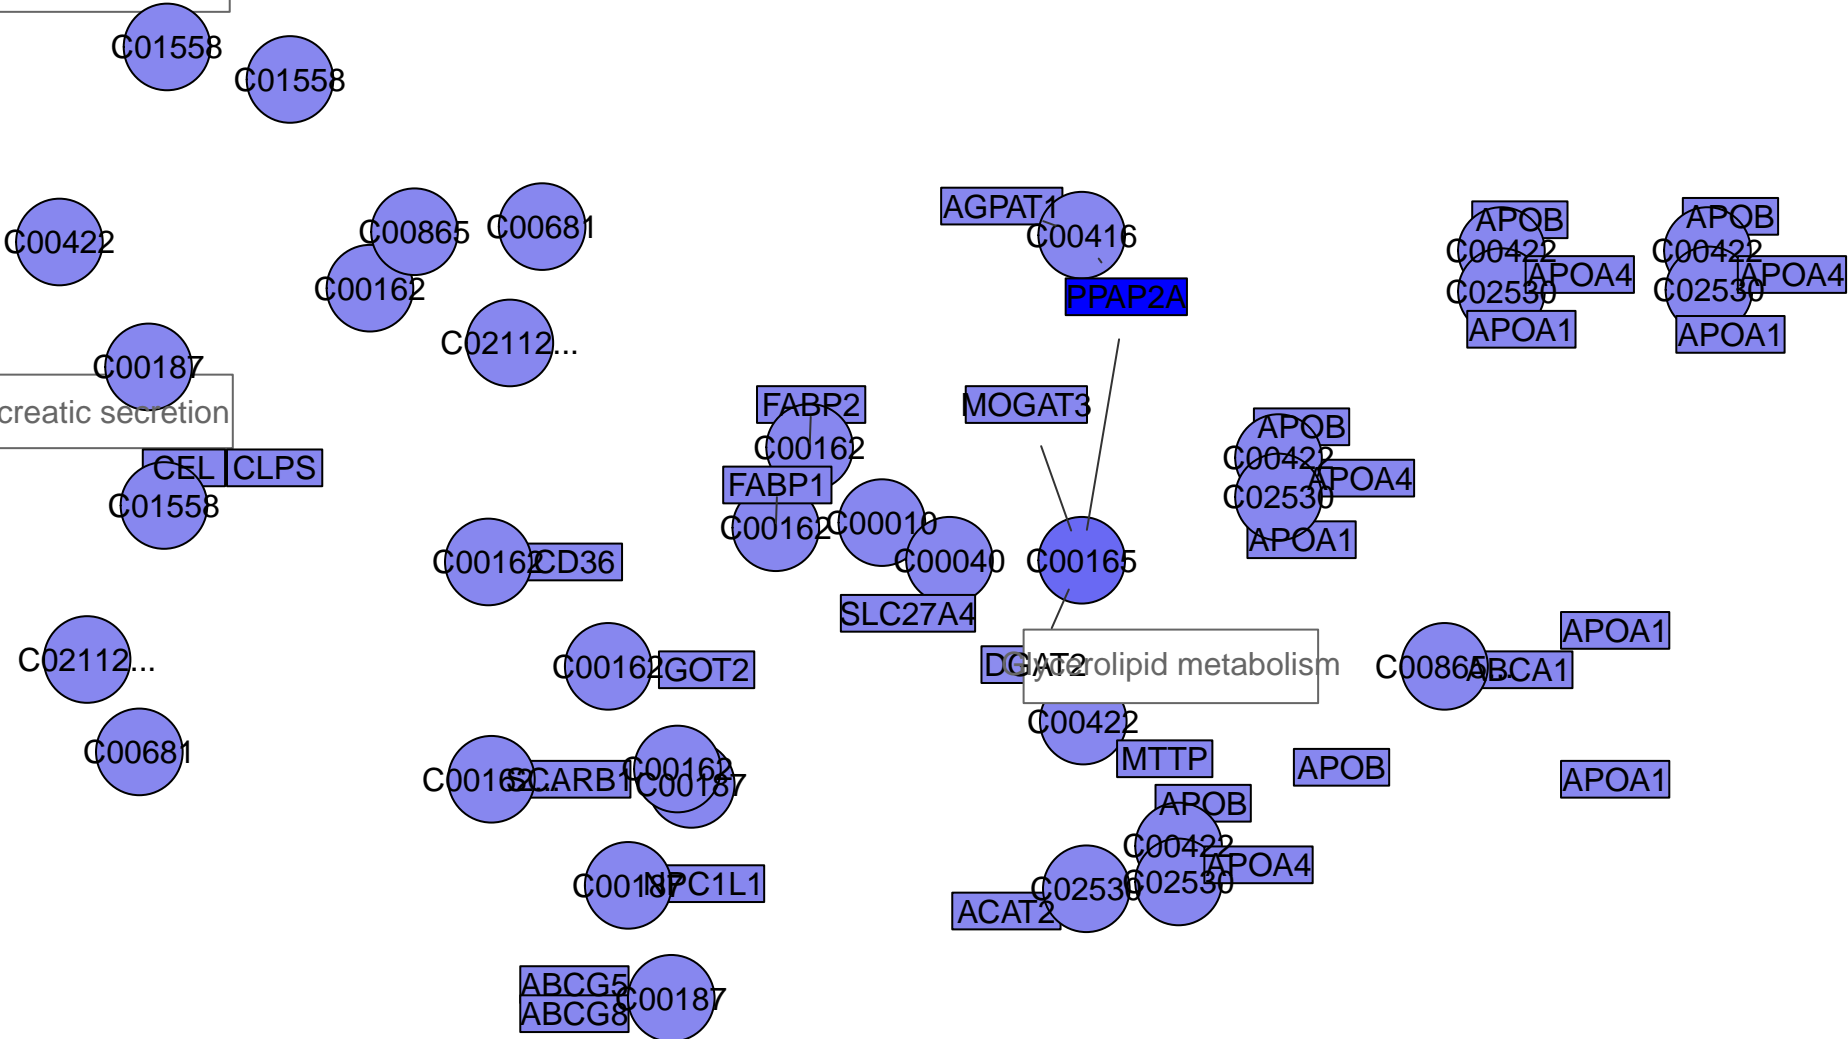 C01558
C01558
C00422
C00865
C00681
C00162
C02112...
AGPAT1
C00416
PPAP2A
APOB
C00422
APOA4
C02530
APOA1
APOB
C00422
APOA4
C02530
APOA1
C00187
creatic secretion
CEL
CLPS
C01558
FABP2
C00162
FABP1
C00162
C00010
C00040
SLC27A4
MOGAT3
C00165
APOB
C00422
APOA4
C02530
APOA1
C00162
CD36
C02112...
C00681
C00162
GOT2
DGAT2
Glycerolipid metabolism
C00422
MTTP
C00865...
ABCA1
APOA1
APOB
APOA1
C00162...
SCARB1
C00162
C00187
APOB
C00422
APOA4
C02530
C02530
ACAT2
C00187
NPC1L1
ABCG5
ABCG8
C00187